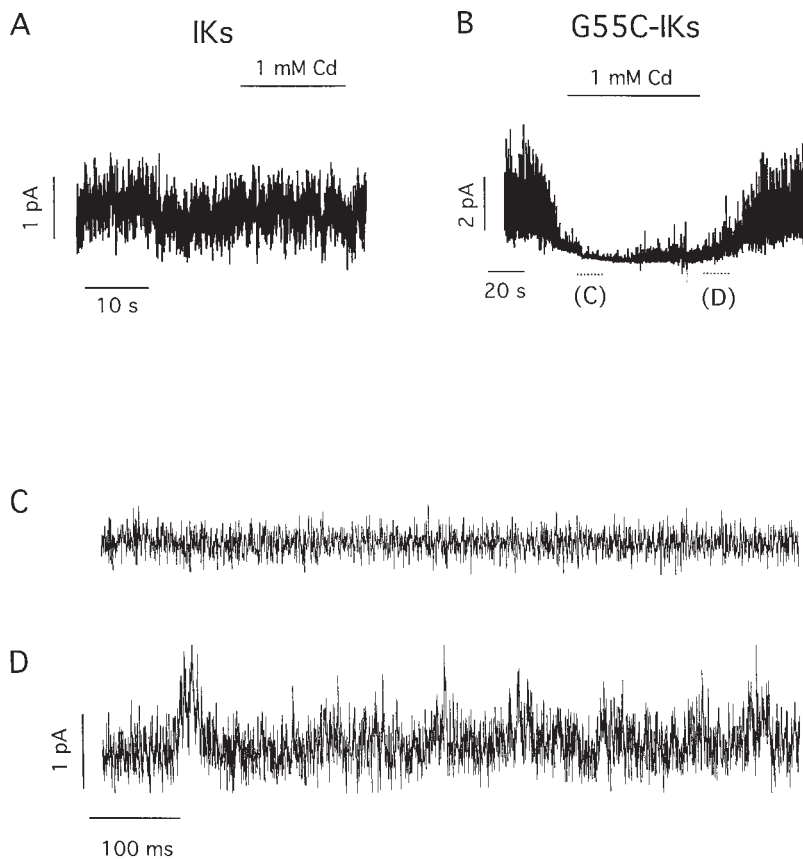 A
IKs
1 mM Cd
1 pA
10 s
B
G55C-IKs
1 mM Cd
2 pA
20 s
(C)
(D)
C
D
1 pA
100 ms